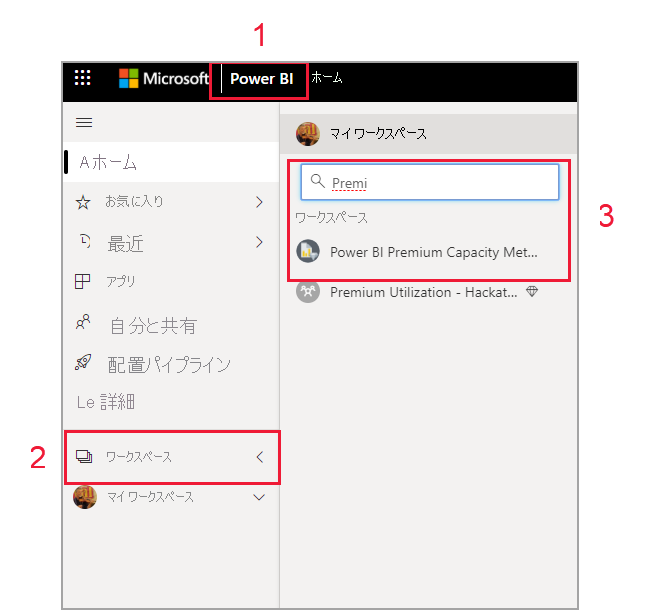 1
Microsoft Power BI ホーム
マイ ワークスペース
Aホーム
Premi
お気に入り
ワークスペース
3
最近
Power BI Premium Capacity Met...
アプリ
Premium Utilization - Hackat...
自分と共有
配置パイプライン
Le 詳細
2
ワークスペース
マイ ワークスペース